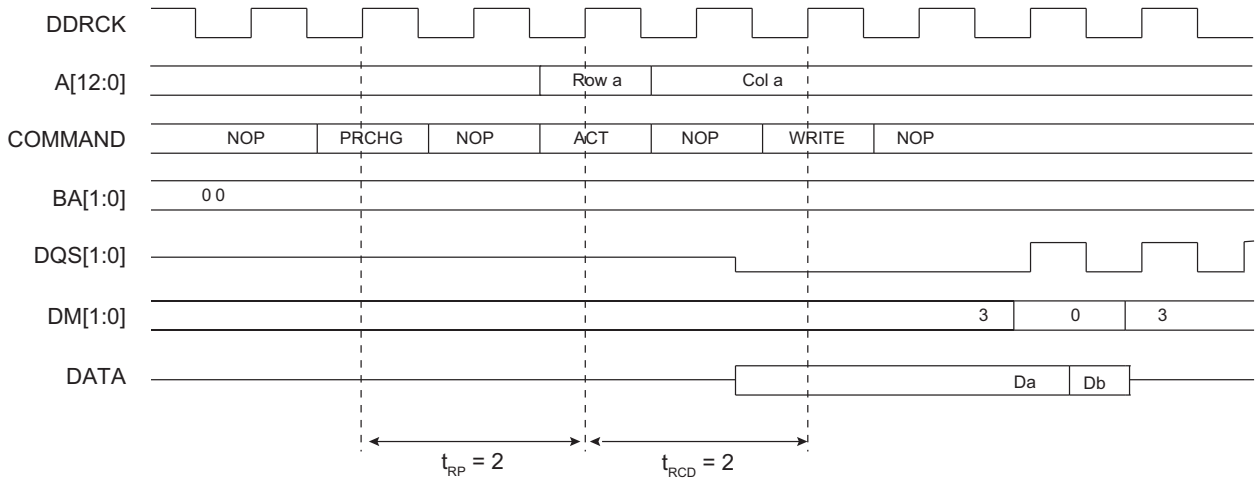 DDRCK
A[12:0] Row a Col a
COMMAND NOP PRCHG NOP ACT NOP WRITE NOP
BA[1:0] 0 0
DQS[1:0]
DM[1:0] 3 0 3
DATA Da Db
tRP = 2 tRCD = 2